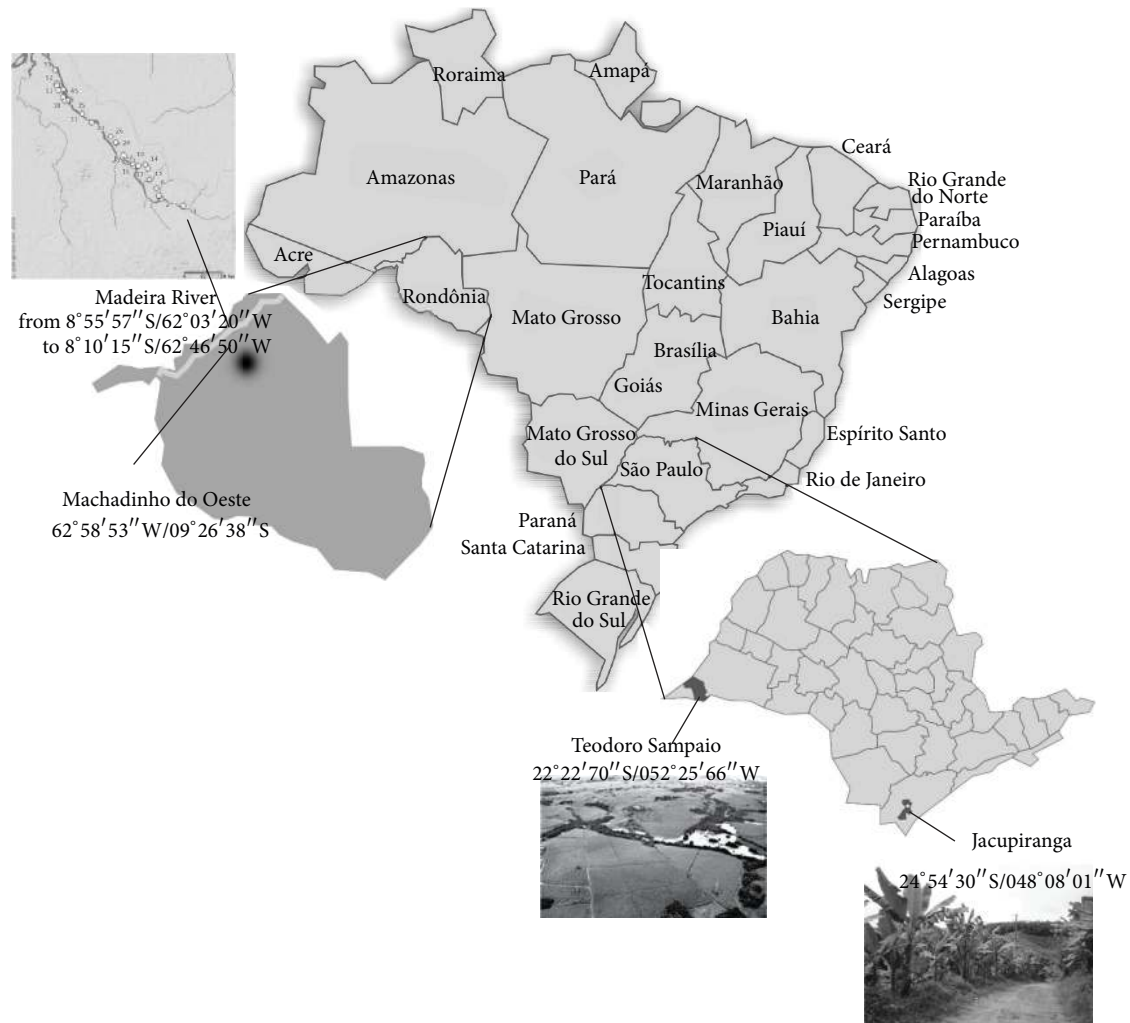 Roraima
Amapá
Amazonas
Pará
Maranhão
Ceará
Rio Grande
do Norte
Paraíba
Pernambuco
Piauí
Alagoas
Sergipe
Acre
Rondônia
Tocantins
Mato Grosso
Bahia
Brasília
Goiás
Minas Gerais
Mato Grosso
do Sul
Espírito Santo
São Paulo
Rio de Janeiro
Paraná
Santa Catarina
Rio Grande
do Sul
Madeira River
from 8°55′57′′S/62°03′20′′W
to 8°10′15′′S/62°46′50′′W
Machadinho do Oeste
62°58′53′′W/09°26′38′′S
Teodoro Sampaio
22°22′70′′S/052°25′66′′W
Jacupiranga
24°54′30′′S/048°08′01′′W